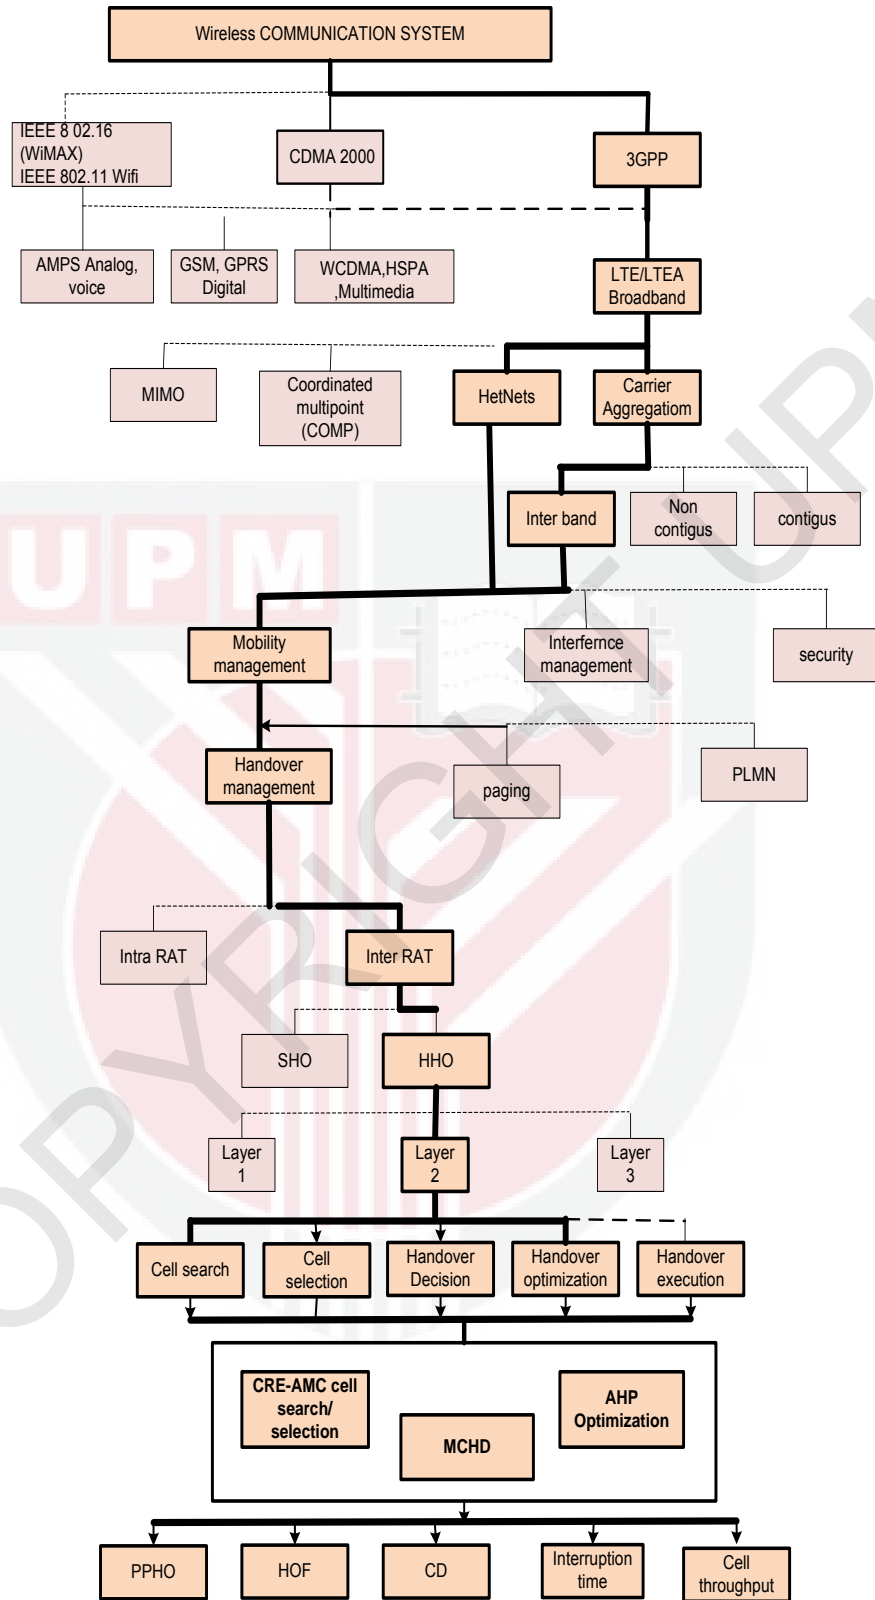 Wireless COMMUNICATION SYSTEM
IEEE 8 02.16
(WiMAX)
IEEE 802.11 Wifi
CDMA 2000
3GPP
AMPS Analog,
voice
GSM, GPRS
Digital
WCDMA,HSPA
,Multimedia
LTE/LTEA
Broadband
MIMO
Coordinated
multipoint
(COMP)
HetNets
Carrier
Aggregatiom
Inter band
Non
contigus
contigus
UPM
Mobility
management
Interfernce
management
security
Handover
management
paging
PLMN
Intra RAT
Inter RAT
SHO
HHO
Layer
1
Layer
2
Layer
3
Cell search
Cell
selection
Handover
Decision
Handover
optimization
Handover
execution
CRE-AMC cell
search/
selection
MCHD
AHP
Optimization
PPHO
HOF
CD
Interruption
time
Cell
throughput
COPYRIGHT UPM